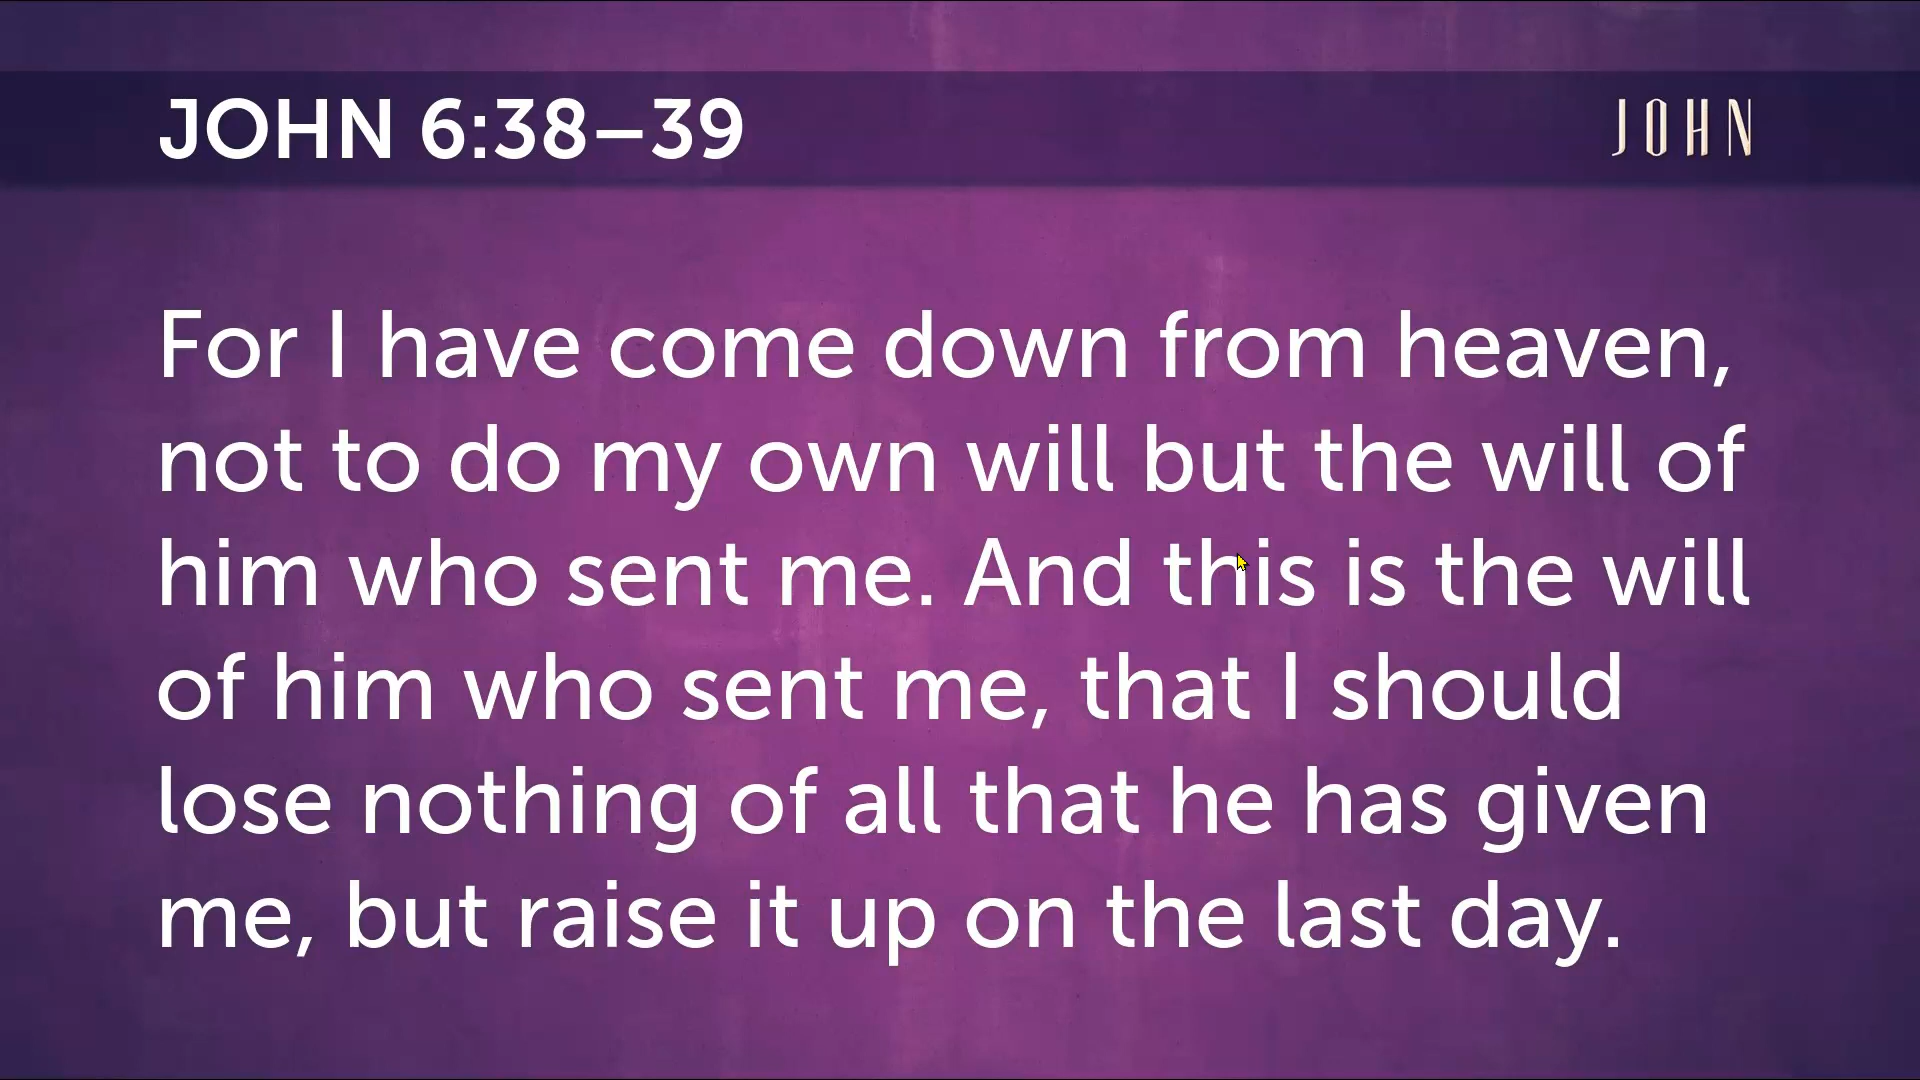 JOHN 6:38–39
JOHN
For I have come down from heaven,
not to do my own will but the will of
him who sent me. And this is the will
of him who sent me, that I should
lose nothing of all that he has given
me, but raise it up on the last day.